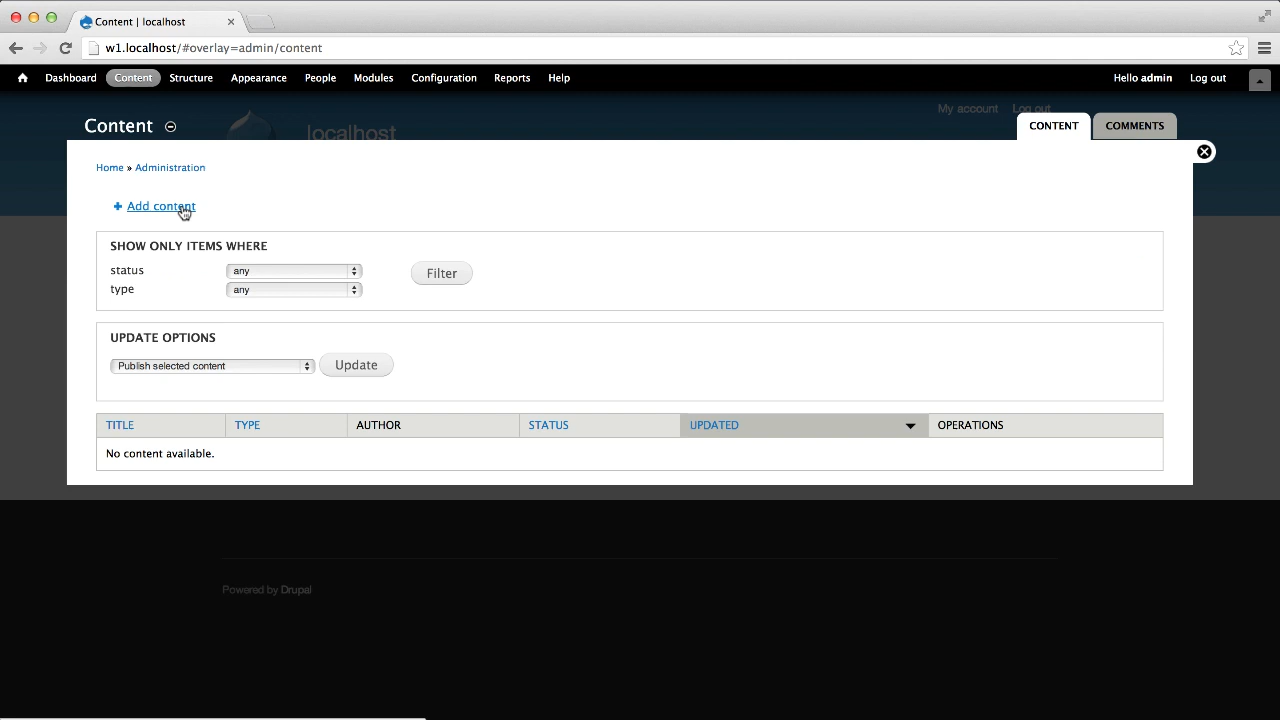 Content | localhost
w1.localhost/#overlay=admin/content
Dashboard Content Structure Appearance People Modules Configuration Reports Help Hello admin Log out
My account Log out
Content
localhost
CONTENT COMMENTS
Home » Administration
+ Add content
SHOW ONLY ITEMS WHERE
status any
Filter
type any
UPDATE OPTIONS
Publish selected content Update
TITLE TYPE AUTHOR STATUS UPDATED OPERATIONS
No content available.
Powered by Drupal